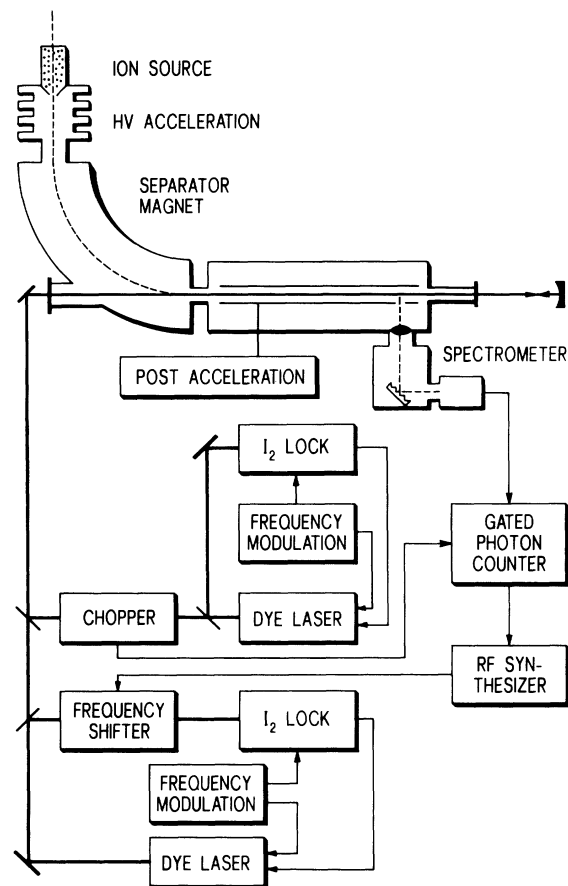 ION SOURCE
HV ACCELERATION
SEPARATOR
MAGNET
POST ACCELERATION
SPECTROMETER
I₂ LOCK
FREQUENCY
MODULATION
GATED
PHOTON
COUNTER
CHOPPER
DYE LASER
RF SYN-
THESIZER
FREQUENCY
SHIFTER
I₂ LOCK
FREQUENCY
MODULATION
DYE LASER